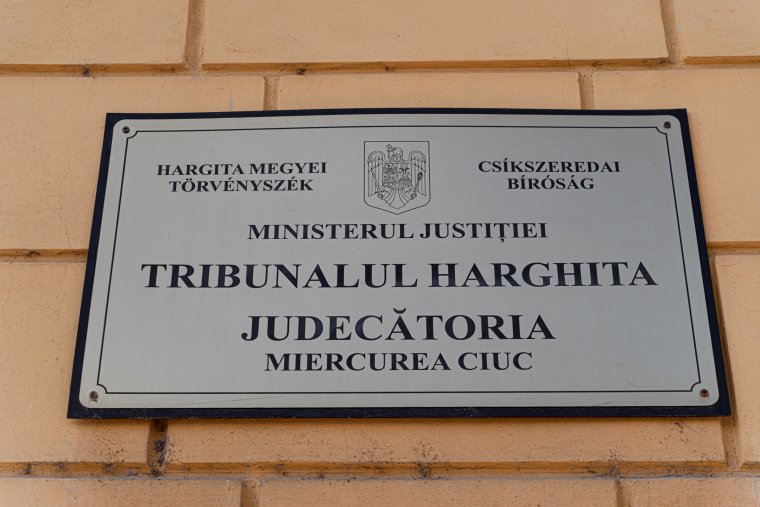 HARGITA MEGYEI
TÖRVÉNYSZÉK
CSÍKSZEREDAI
BÍRÓSÁG
MINISTERUL JUSTIȚIEI
TRIBUNALUL HARGHITA
JUDECĂTORIA
MIERCUREA CIUC